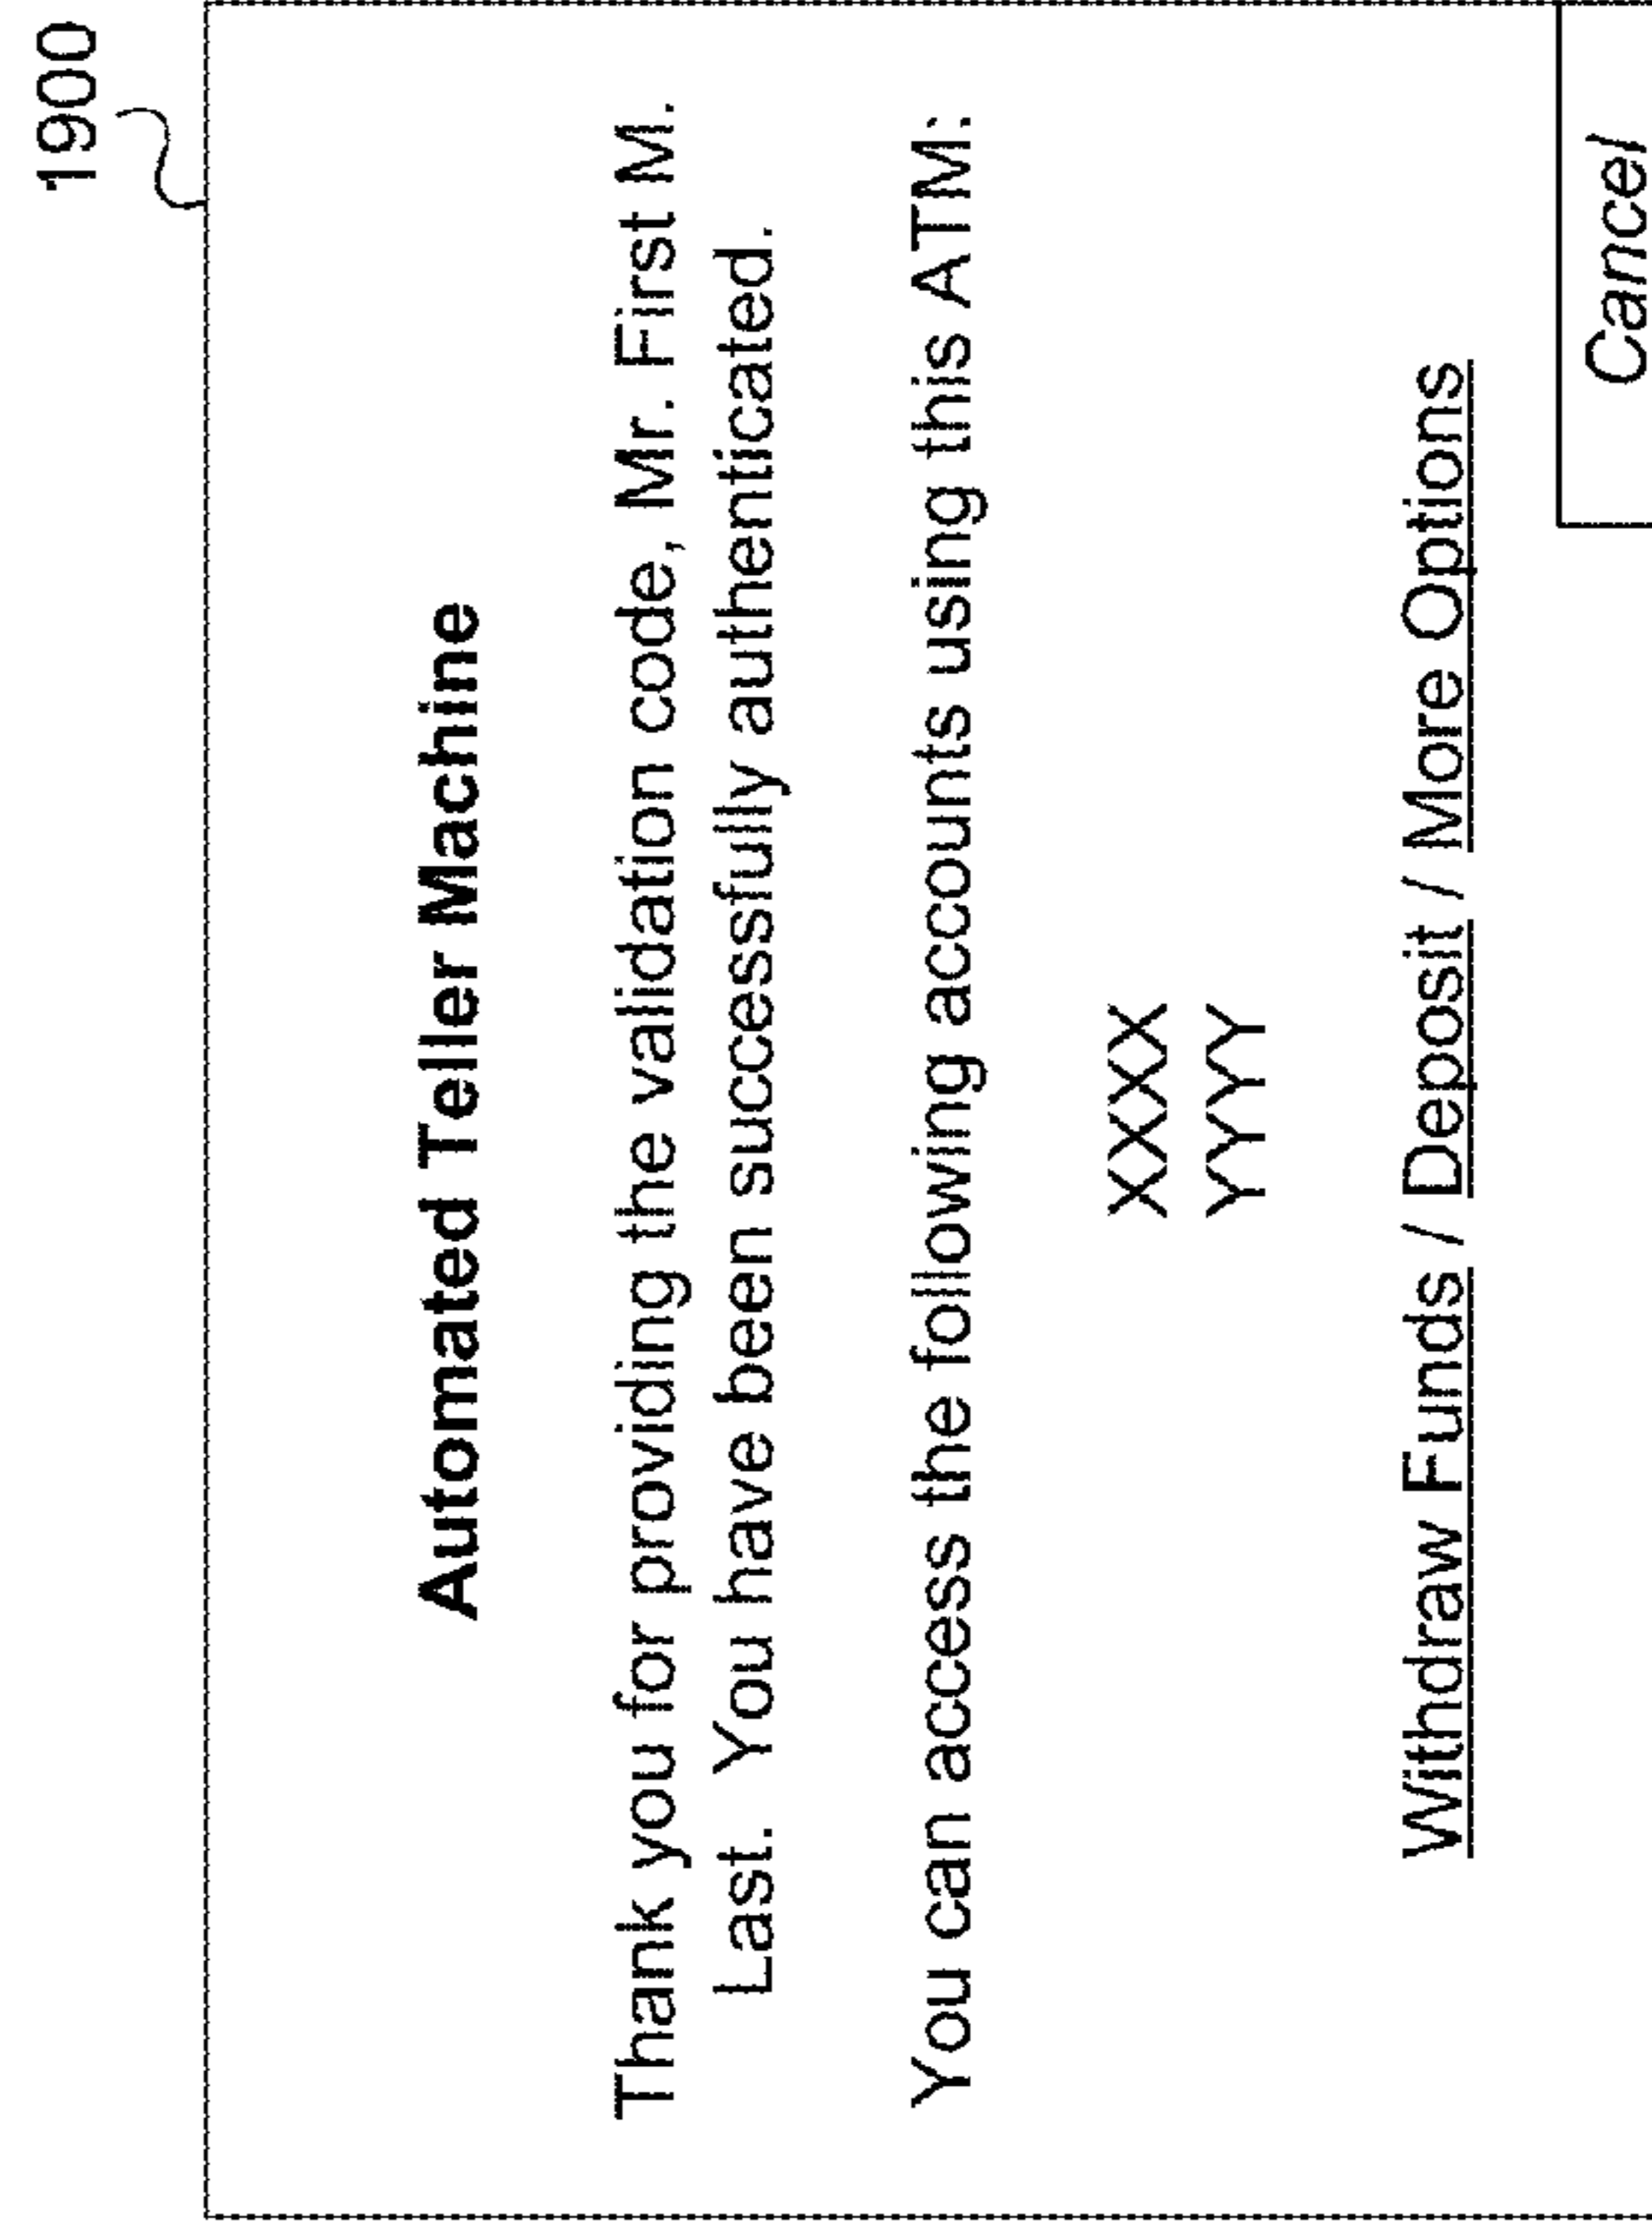 1900
Automated Teller Machine
Thank you for providing the validation code, Mr. First M.
Last. You have been successfully authenticated.
You can access the following accounts using this ATM:
XXXX
YYYY
Withdraw Funds / Deposit / More Options
Cancel